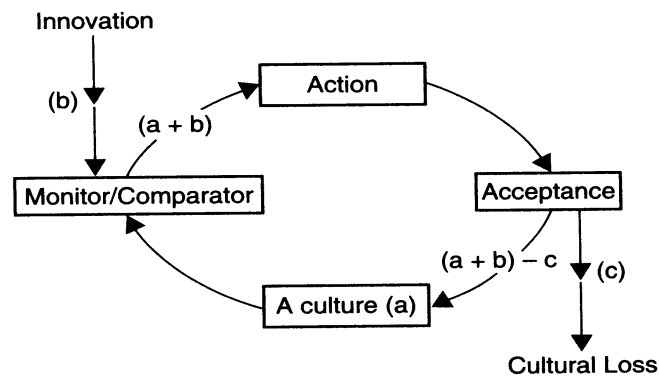 Innovation
(b)
(a + b)
Action
Monitor/Comparator
Acceptance
(a + b) – c
(c)
A culture (a)
Cultural Loss